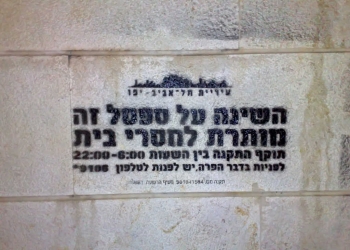 עיריית תל-אביב-יפו
השינה על ספסל זה
מותרת לחסרי בית
תוקף התקנה בין השעות 22:00-6:00
לפניות בדבר הפרה,יש לפנות לטלפון 9106*